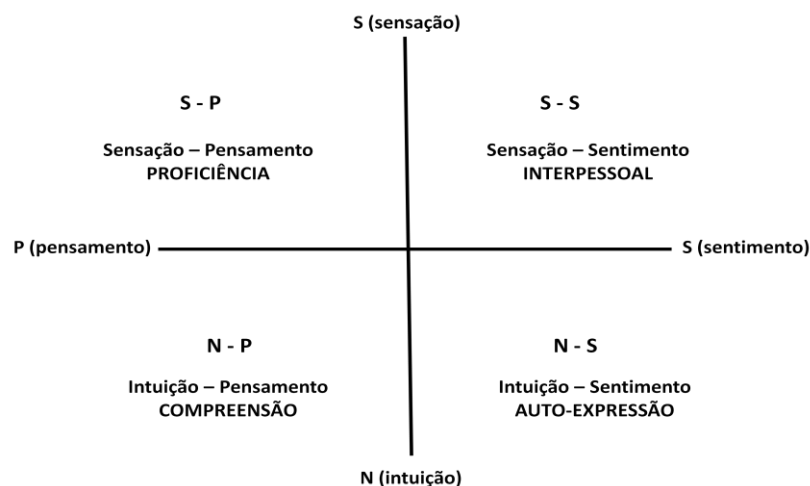 S (sensação)
S - P
Sensação – Pensamento
PROFICIÊNCIA
S - S
Sensação – Sentimento
INTERPESSOAL
P (pensamento)
S (sentimento)
N - P
Intuição – Pensamento
COMPREENSÃO
N - S
Intuição – Sentimento
AUTO-EXPRESSÃO
N (intuição)